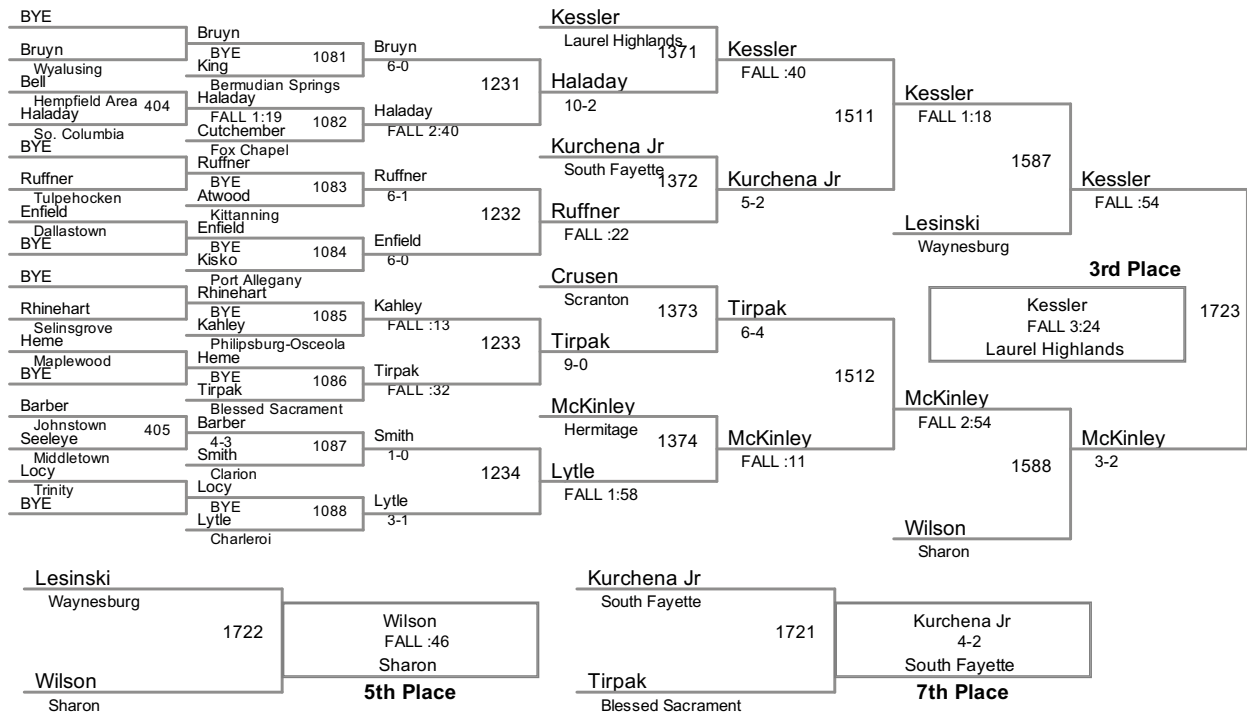 BYE
Bruyn
Wyalusing
Bell
Hempfield Area
404
Haladay
So. Columbia
BYE
Ruffner
Tulpehocken
Enfield
Dallastown
BYE
BYE
Rhinehart
Selinsgrove
Heme
Maplewood
BYE
Barber
Johnstown
405
Seeleye
Middletown
Locy
Trinity
BYE
Bruyn
BYE
1081
King
Bermudian Springs
Haladay
FALL 1:19
1082
Cutchember
Fox Chapel
Ruffner
BYE
1083
Atwood
Kittanning
Enfield
BYE
1084
Kisko
Port Allegany
Rhinehart
BYE
1085
Kahley
Philipsburg-Osceola
Heme
BYE
1086
Tirpak
Blessed Sacrament
Barber
4-3
1087
Smith
Clarion
Locy
BYE
1088
Lytle
Charleroi
Bruyn
6-0
1231
Haladay
FALL 2:40
Ruffner
6-1
1232
Enfield
6-0
Kahley
FALL :13
1233
Tirpak
FALL :32
Smith
1-0
1234
Lytle
3-1
Kessler
Laurel Highlands
1371
Haladay
10-2
Kurchena Jr
South Fayette
1372
Ruffner
FALL :22
Crusen
Scranton
1373
Tirpak
9-0
McKinley
Hermitage
1374
Lytle
FALL 1:58
Kessler
FALL :40
1511
Kurchena Jr
5-2
Tirpak
6-4
1512
McKinley
FALL :11
Kessler
FALL 1:18
1587
Lesinski
Waynesburg
McKinley
FALL 2:54
1588
Wilson
Sharon
Kessler
FALL :54
1723
McKinley
3-2
3rd Place
Kessler
FALL 3:24
Laurel Highlands
Lesinski
Waynesburg
1722
Wilson
Sharon
Wilson
FALL :46
Sharon
5th Place
Kurchena Jr
South Fayette
1721
Tirpak
Blessed Sacrament
Kurchena Jr
4-2
South Fayette
7th Place